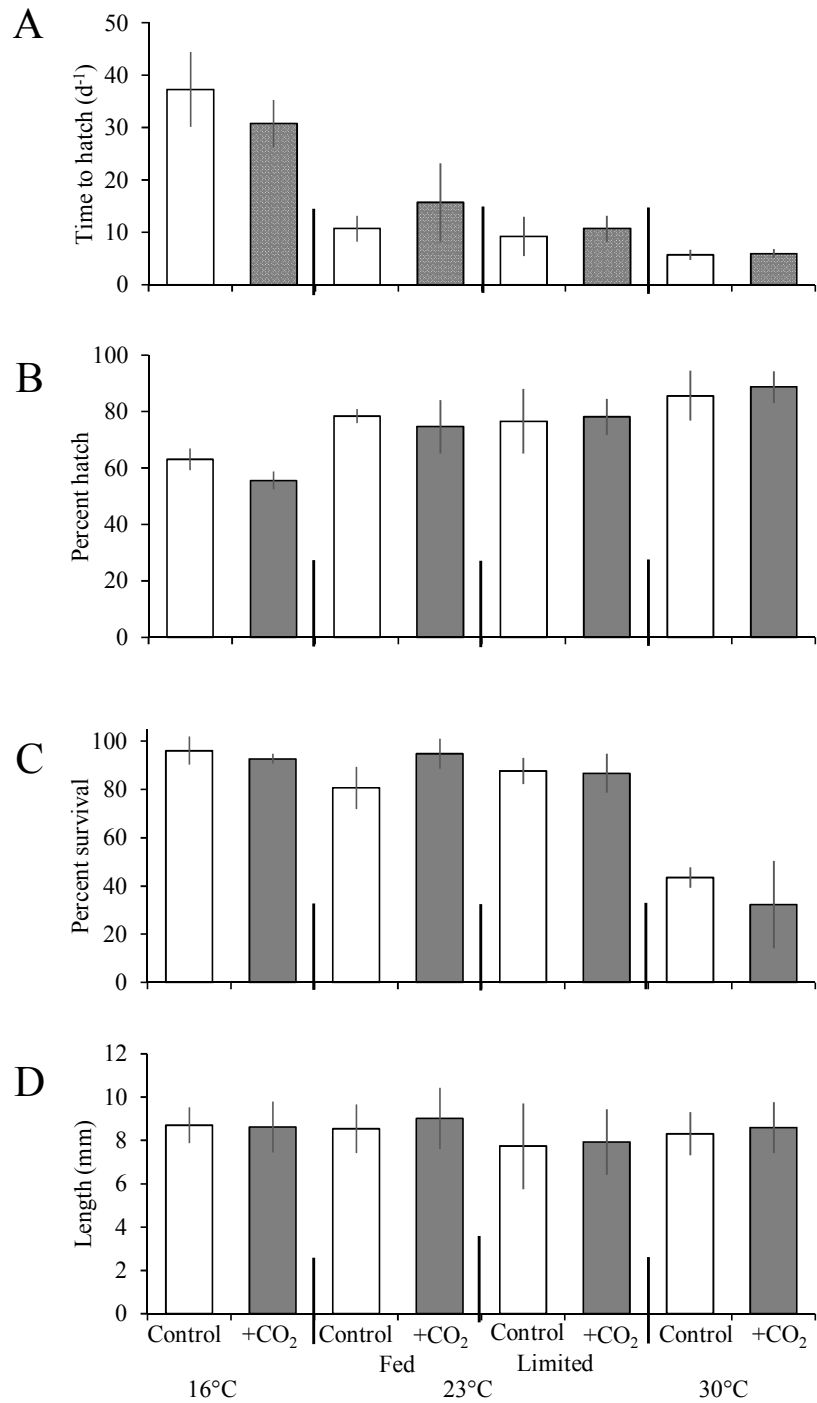 A
Time to hatch (d⁻¹)
50
40
30
20
10
0
B
Percent hatch
100
80
60
40
20
0
C
Percent survival
100
80
60
40
20
0
D
Length (mm)
12
10
8
6
4
2
0
Control +CO₂ Control +CO₂ Control +CO₂ Control +CO₂
Fed Limited
16°C 23°C 30°C